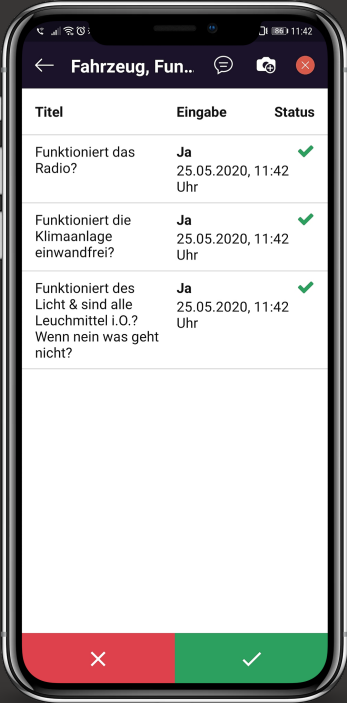 86 11:42
Fahrzeug, Fun..
Titel Eingabe Status
Funktioniert das
Radio?
Ja
25.05.2020, 11:42
Uhr
Funktioniert die
Klimaanlage
einwandfrei?
Ja
25.05.2020, 11:42
Uhr
Funktioniert des
Licht & sind alle
Leuchmittel i.O.?
Wenn nein was geht
nicht?
Ja
25.05.2020, 11:42
Uhr